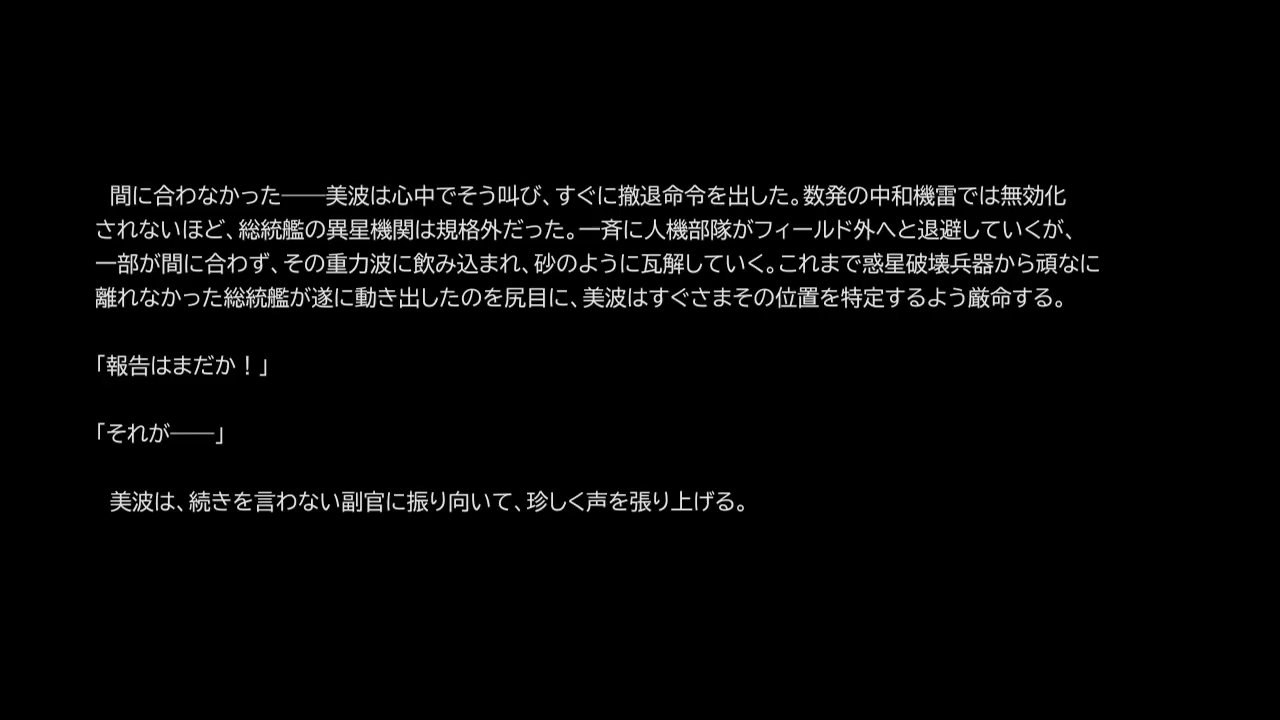 間に合わなかった――美波は心中でそう叫び、すぐに撤退命令を出した。数発の中和機雷では無効化
されないほど、総統艦の異星機関は規格外だった。一斉に人機部隊がフィールド外へと退避していくが、
一部が間に合わず、その重力波に飲み込まれ、砂のように瓦解していく。これまで惑星破壊兵器から頑なに
離れなかった総統艦が遂に動き出したのを尻目に、美波はすぐさまその位置を特定するよう厳命する。
「報告はまだか！」
「それが――」
美波は、続きを言わない副官に振り向いて、珍しく声を張り上げる。